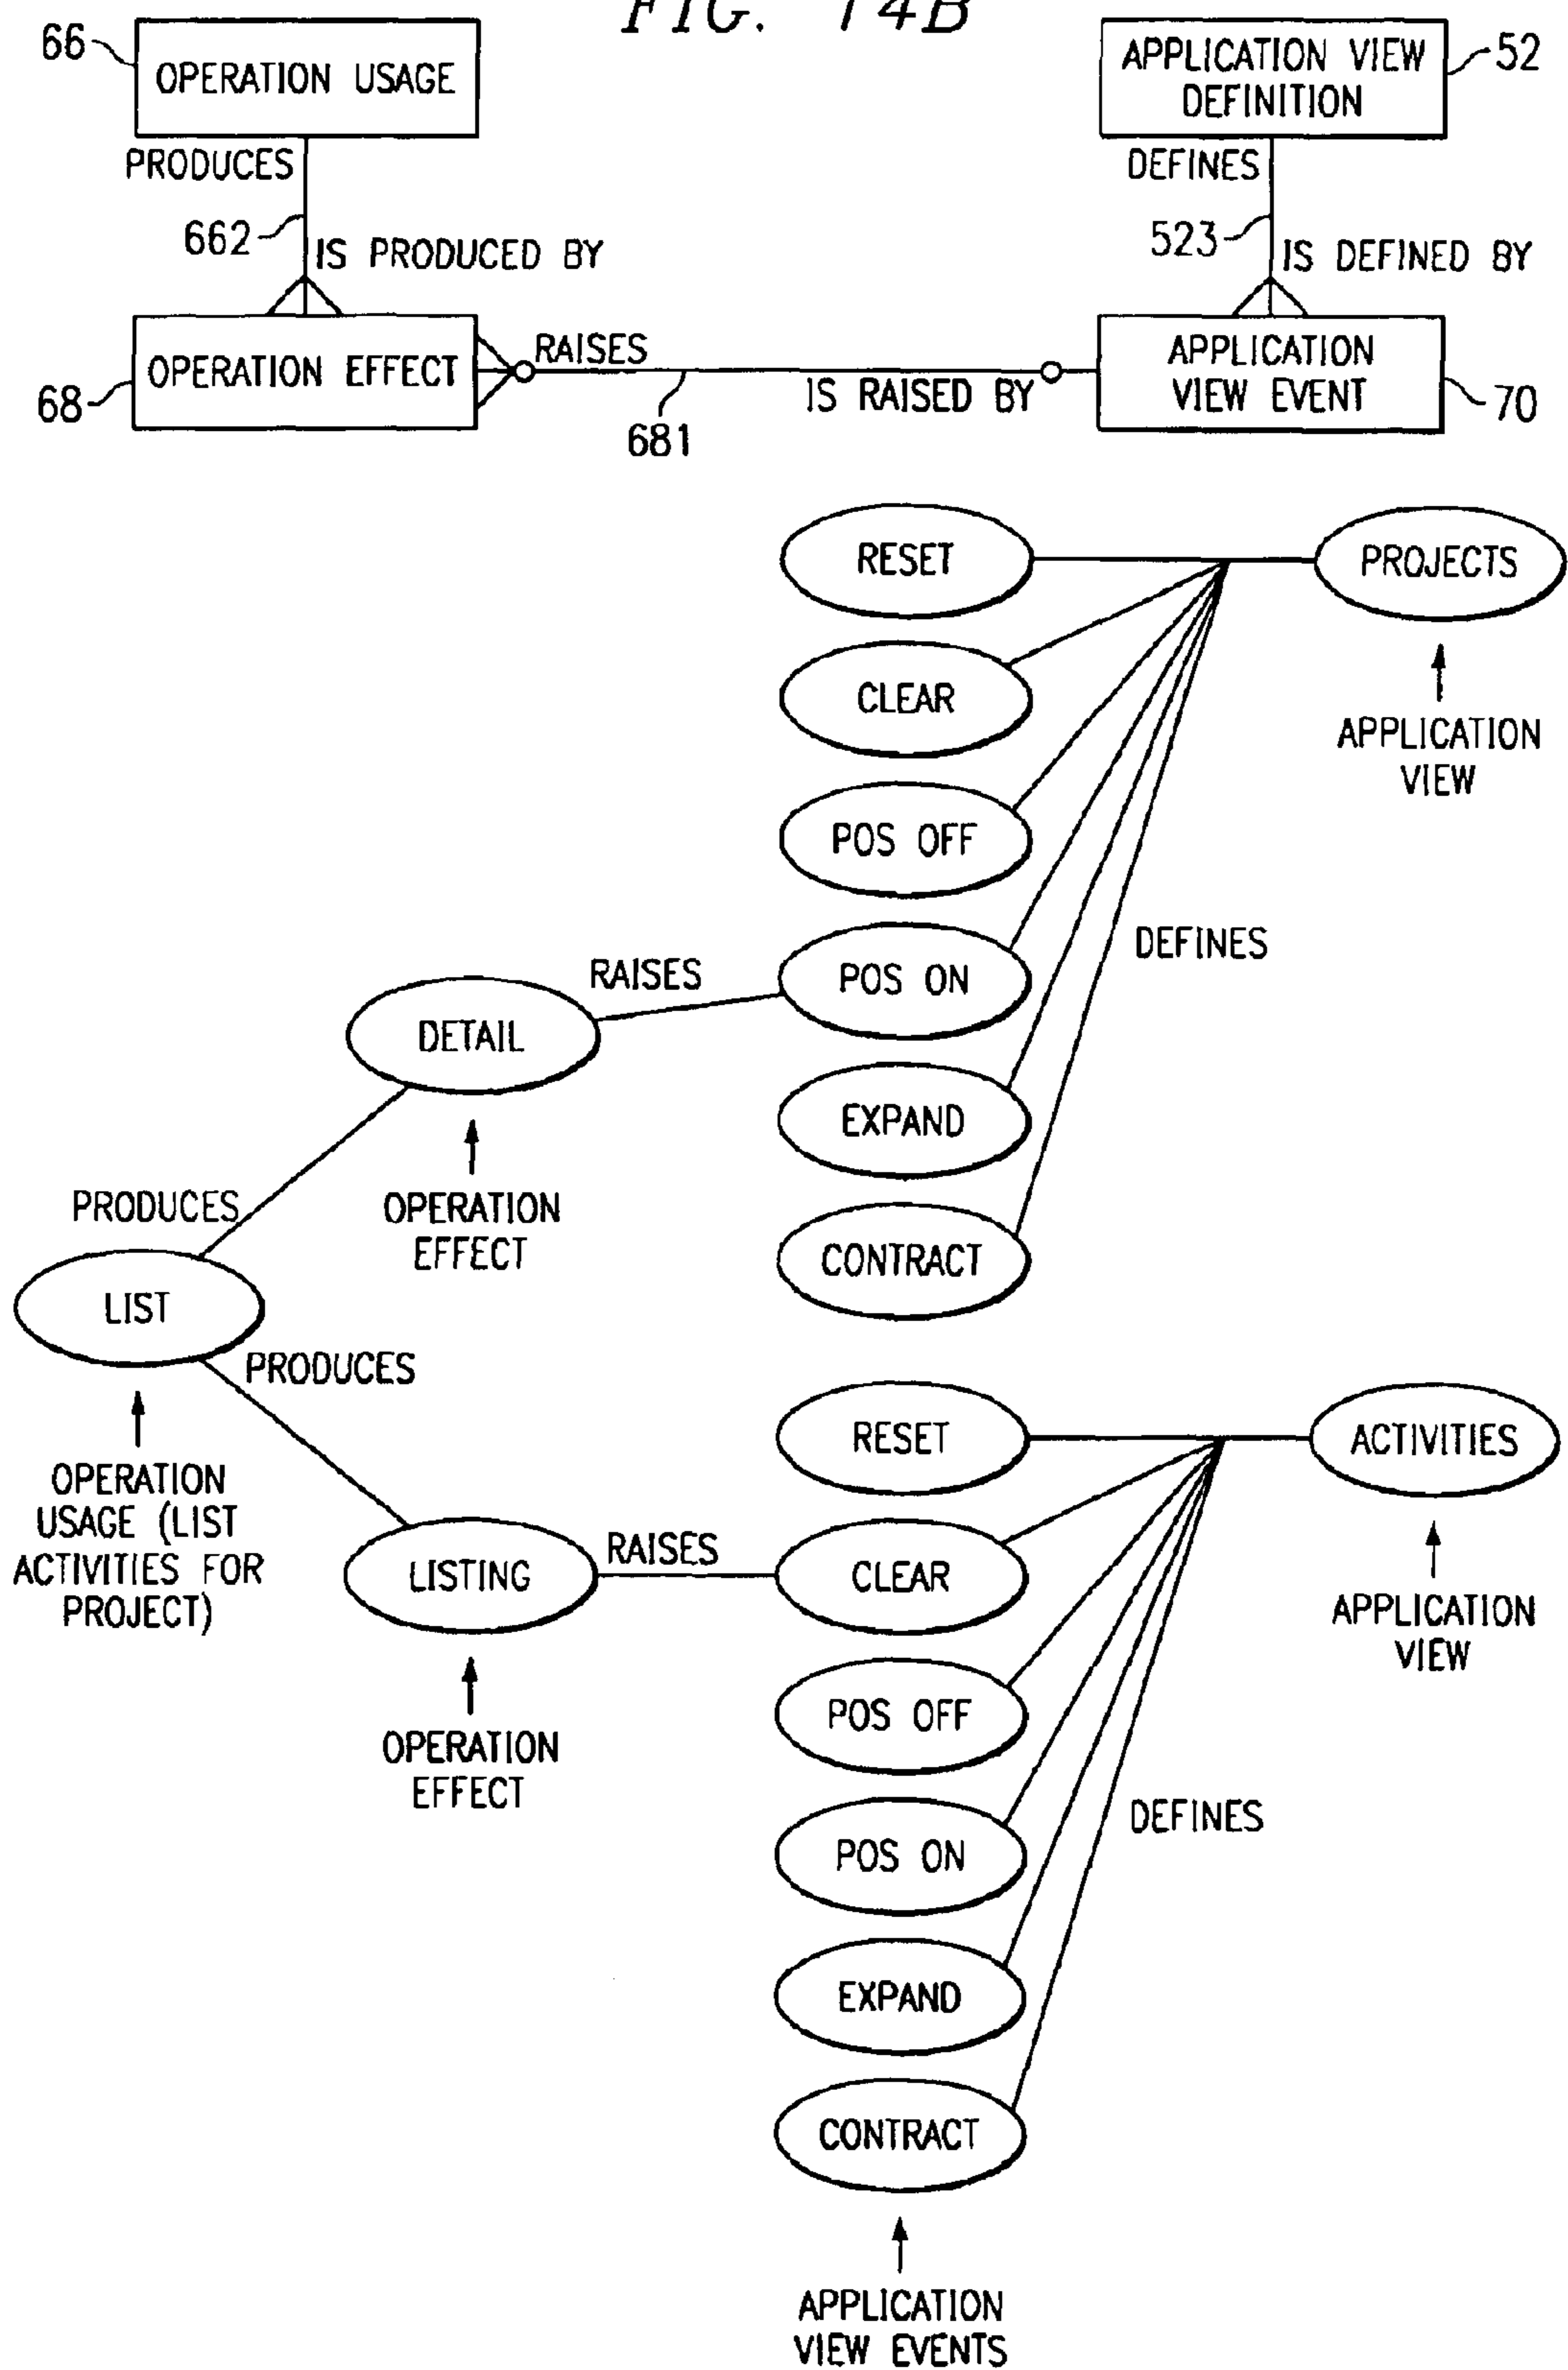 FIG. 14B
66
OPERATION USAGE
APPLICATION VIEW
DEFINITION
52
PRODUCES
DEFINES
662
IS PRODUCED BY
523
IS DEFINED BY
68
OPERATION EFFECT
RAISES
681
IS RAISED BY
APPLICATION
VIEW EVENT
70
RESET
PROJECTS
CLEAR
APPLICATION
VIEW
POS OFF
DEFINES
RAISES
POS ON
DETAIL
EXPAND
OPERATION
EFFECT
PRODUCES
CONTRACT
LIST
PRODUCES
OPERATION
USAGE (LIST
ACTIVITIES FOR
PROJECT)
RESET
ACTIVITIES
LISTING
RAISES
CLEAR
APPLICATION
VIEW
OPERATION
EFFECT
POS OFF
DEFINES
POS ON
EXPAND
CONTRACT
APPLICATION
VIEW EVENTS